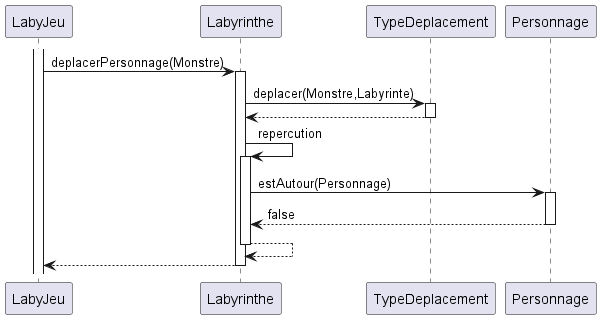 LabyJeu Labyrinthe TypeDeplacement Personnage
deplacerPersonnage(Monstre)
deplacer(Monstre,Labyrinte)
repercution
estAutour(Personnage)
false
LabyJeu Labyrinthe TypeDeplacement Personnage